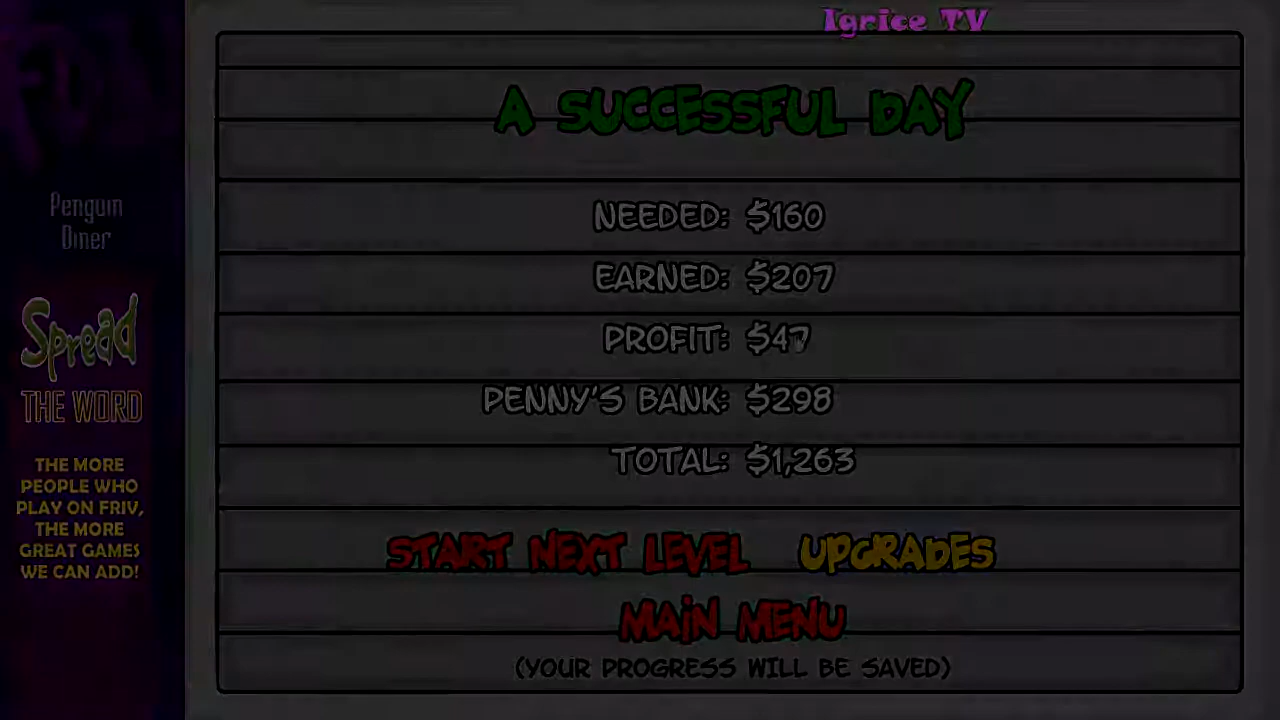 Igrice TV
A SUCCESSFUL DAY
NEEDED: $160
EARNED: $207
PROFIT: $47
PENNY'S BANK: $298
TOTAL: $1,263
START NEXT LEVEL UPGRADES
MAIN MENU
(YOUR PROGRESS WILL BE SAVED)
Penguin
Diner
Spread
THE WORD
THE MORE
PEOPLE WHO
PLAY ON FRIV,
THE MORE
GREAT GAMES
WE CAN ADD!